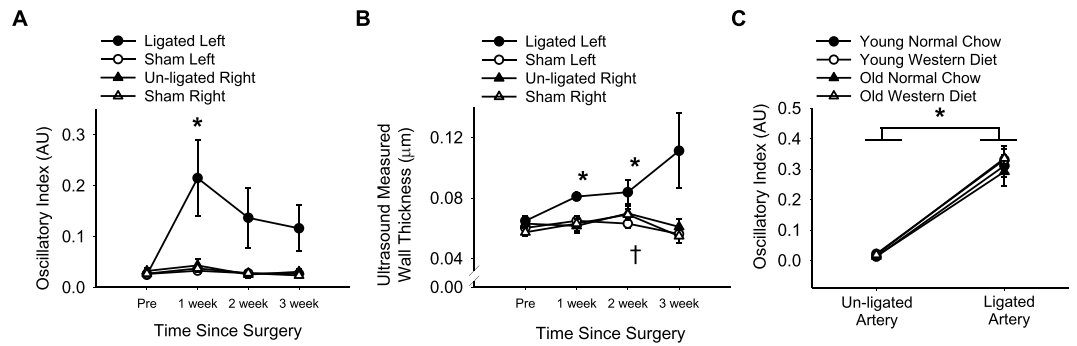 A
Ligated Left
Sham Left
Un-ligated Right
Sham Right
Oscillatory Index (AU)
0.3
0.2
0.1
0.0
*
Pre
1 week
2 week
3 week
Time Since Surgery
B
Ligated Left
Sham Left
Un-ligated Right
Sham Right
Ultrasound Measured
Wall Thickness (μm)
0.12
0.08
0.04
0.00
*
*
†
Pre
1 week
2 week
3 week
Time Since Surgery
C
Young Normal Chow
Young Western Diet
Old Normal Chow
Old Western Diet
Oscillatory Index (AU)
0.5
0.4
0.3
0.2
0.1
0.0
*
Un-ligated
Artery
Ligated
Artery